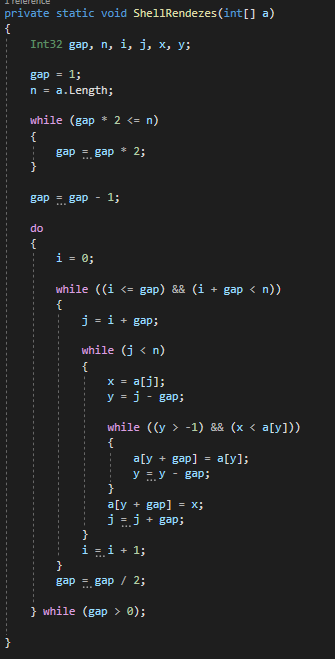 1 reference
private static void ShellRendezes(int[] a)
{
Int32 gap, n, i, j, x, y;
gap = 1;
n = a.Length;
while (gap * 2 <= n)
{
gap = gap * 2;
}
gap = gap - 1;
do
{
i = 0;
while ((i <= gap) && (i + gap < n))
{
j = i + gap;
while (j < n)
{
x = a[j];
y = j - gap;
while ((y > -1) && (x < a[y]))
{
a[y + gap] = a[y];
y = y - gap;
}
a[y + gap] = x;
j = j + gap;
}
i = i + 1;
}
gap = gap / 2;
} while (gap > 0);
}